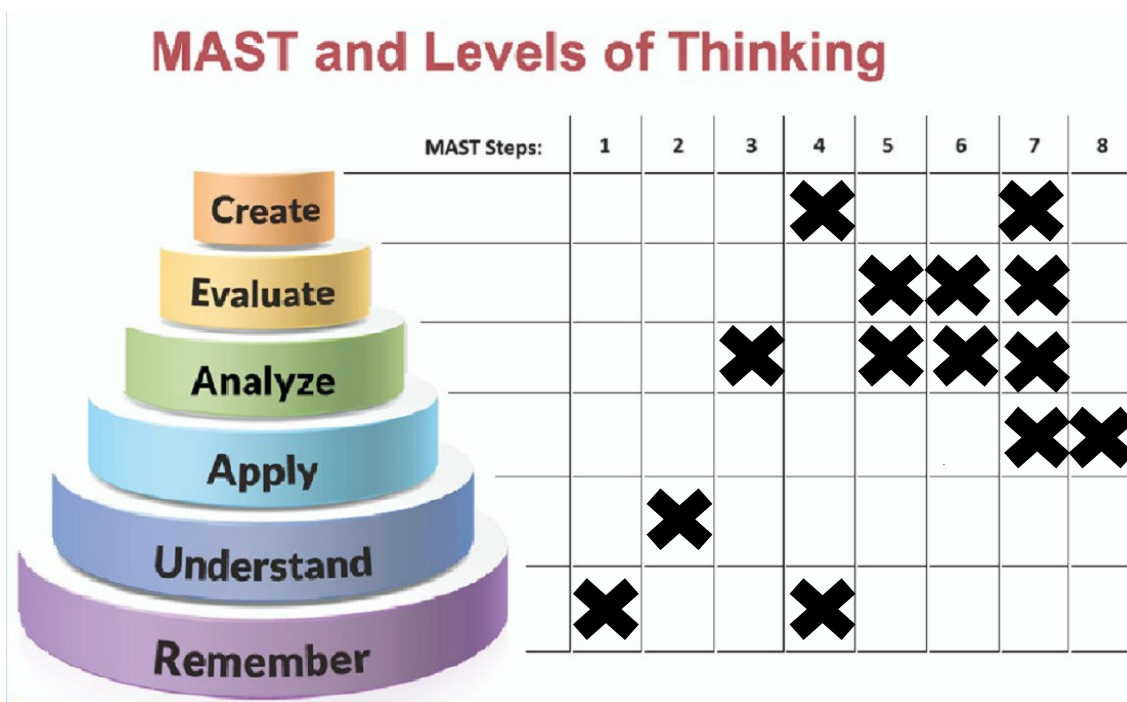 MAST and Levels of Thinking
MAST Steps: 1 2 3 4 5 6 7 8
Create
Evaluate
Analyze
Apply
Understand
Remember